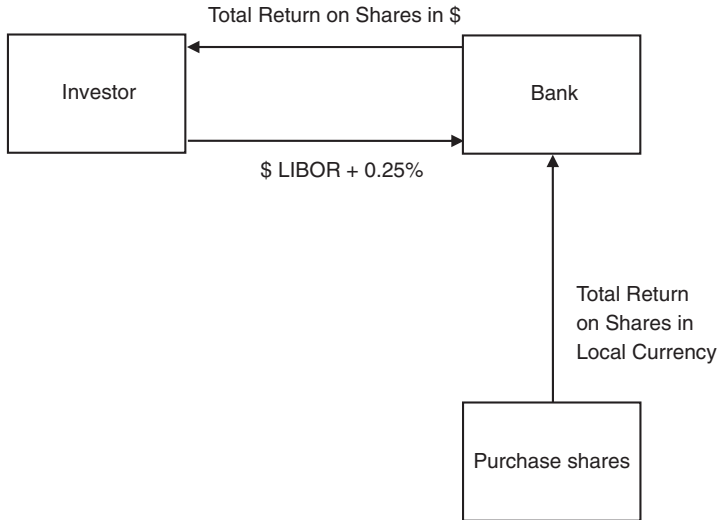 Total Return on Shares in $
Investor
Bank
$ LIBOR + 0.25%
Total Return
on Shares in
Local Currency
Purchase shares